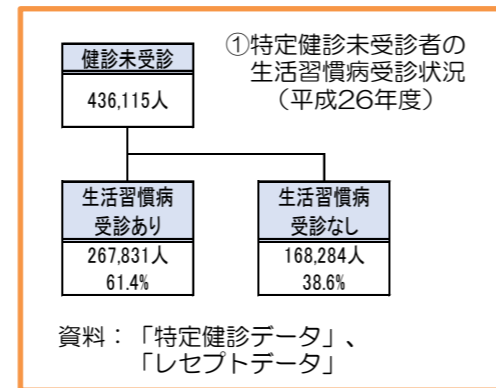 ①特定健診未受診者の
生活習慣病受診状況
(平成26年度)
健診未受診
436,115人
生活習慣病
受診あり
267,831人
61.4%
生活習慣病
受診なし
168,284人
38.6%
資料:「特定健診データ」、
「レセプトデータ」